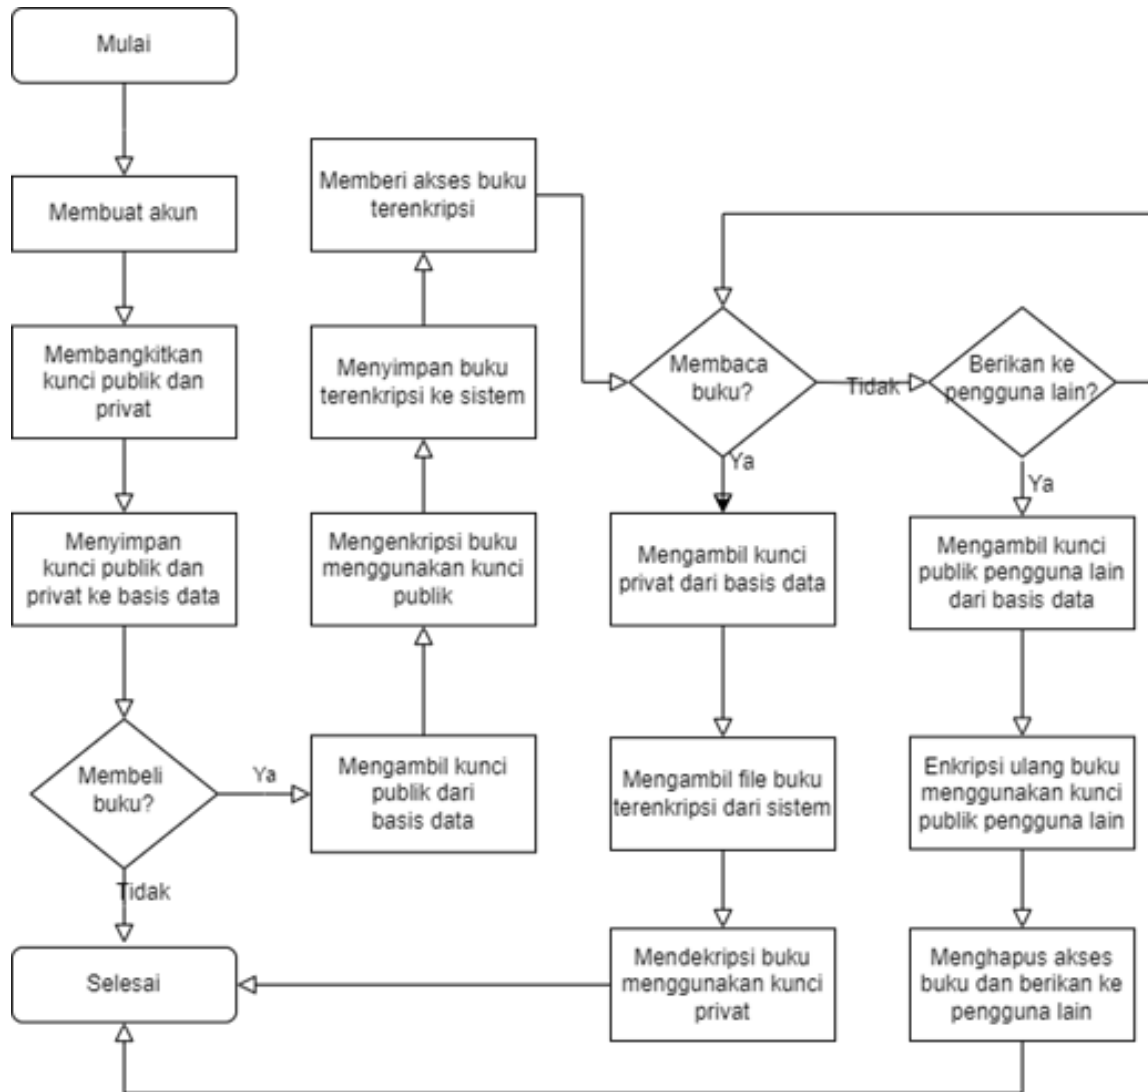 Mulai
Membuat akun
Membangkitkan
kunci publik dan
privat
Menyimpan
kunci publik dan
privat ke basis data
Membeli
buku?
Ya
Tidak
Selesai
Mengambil kunci
publik dari
basis data
Mengenkripsi buku
menggunakan kunci
publik
Menyimpan buku
terenkripsi ke sistem
Memberi akses buku
terenkripsi
Membaca
buku?
Tidak
Ya
Mengambil kunci
privat dari basis data
Mengambil file buku
terenkripsi dari sistem
Mendekripsi buku
menggunakan kunci
privat
Berikan ke
pengguna lain?
Ya
Mengambil kunci
publik pengguna lain
dari basis data
Enkripsi ulang buku
menggunakan kunci
publik pengguna lain
Menghapus akses
buku dan berikan ke
pengguna lain